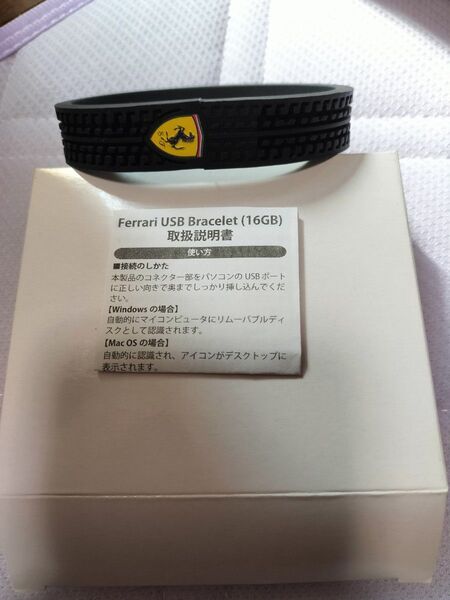 Ferrari USB Bracelet (16GB)
取扱説明書
使い方
■接続のしかた
本製品のコネクター部をパソコンの USB ポート
に正しい向きで奥までしっかり挿し込んでくだ
さい。
【Windows の場合】
自動的にマイコンピュータにリムーバブルディ
スクとして認識されます。
【Mac OS の場合】
自動的に認識され、アイコンがデスクトップに
表示されます。